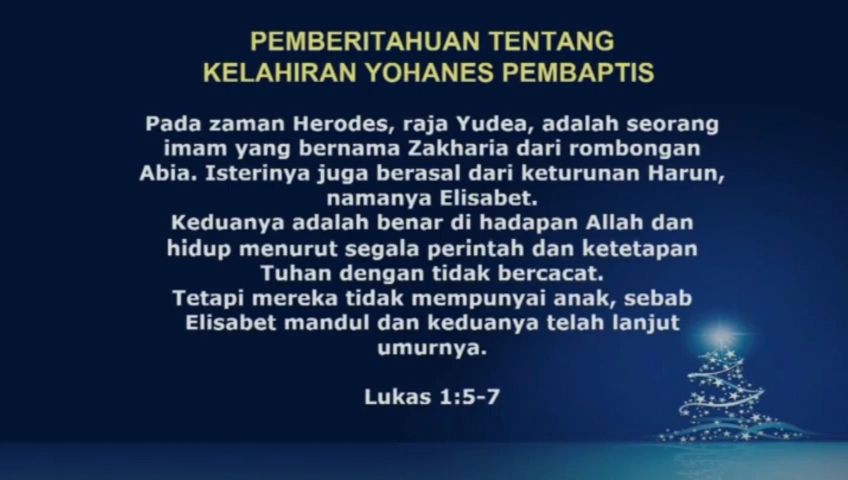 PEMBERITAHUAN TENTANG
KELAHIRAN YOHANES PEMBAPTIS
Pada zaman Herodes, raja Yudea, adalah seorang
imam yang bernama Zakharia dari rombongan
Abia. Isterinya juga berasal dari keturunan Harun,
namanya Elisabet.
Keduanya adalah benar di hadapan Allah dan
hidup menurut segala perintah dan ketetapan
Tuhan dengan tidak bercacat.
Tetapi mereka tidak mempunyai anak, sebab
Elisabet mandul dan keduanya telah lanjut
umurnya.
Lukas 1:5-7